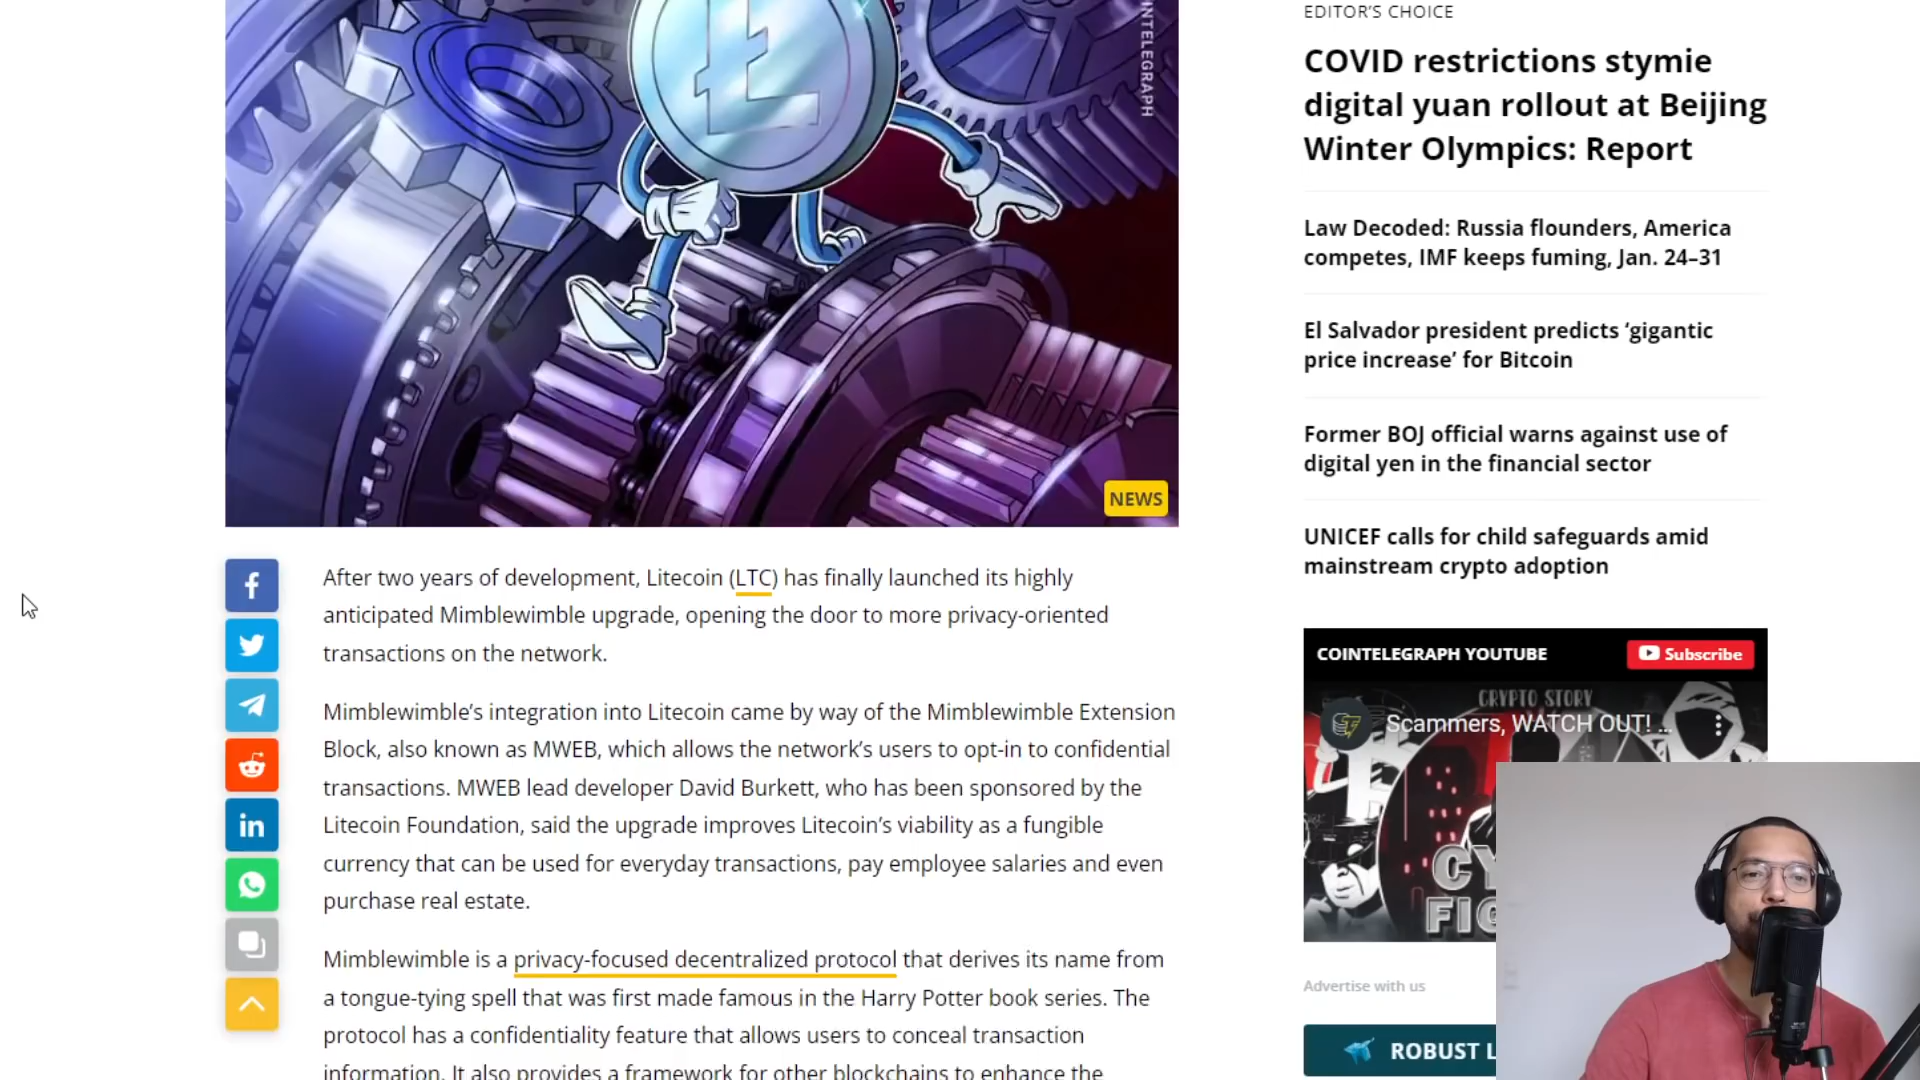 INTELEGRAPH
NEWS
After two years of development, Litecoin (LTC) has finally launched its highly
anticipated Mimblewimble upgrade, opening the door to more privacy-oriented
transactions on the network.
Mimblewimble’s integration into Litecoin came by way of the Mimblewimble Extension
Block, also known as MWEB, which allows the network’s users to opt-in to confidential
transactions. MWEB lead developer David Burkett, who has been sponsored by the
Litecoin Foundation, said the upgrade improves Litecoin’s viability as a fungible
currency that can be used for everyday transactions, pay employee salaries and even
purchase real estate.
Mimblewimble is a privacy-focused decentralized protocol that derives its name from
a tongue-tying spell that was first made famous in the Harry Potter book series. The
protocol has a confidentiality feature that allows users to conceal transaction
information. It also provides a framework for other blockchains to enhance the
EDITOR’S CHOICE
COVID restrictions stymie
digital yuan rollout at Beijing
Winter Olympics: Report
Law Decoded: Russia flounders, America
competes, IMF keeps fuming, Jan. 24–31
El Salvador president predicts ‘gigantic
price increase’ for Bitcoin
Former BOJ official warns against use of
digital yen in the financial sector
UNICEF calls for child safeguards amid
mainstream crypto adoption
COINTELEGRAPH YOUTUBE
Subscribe
CRYPTO STORY
Scammers, WATCH OUT! ...
CY
FIG
Advertise with us
ROBUST L